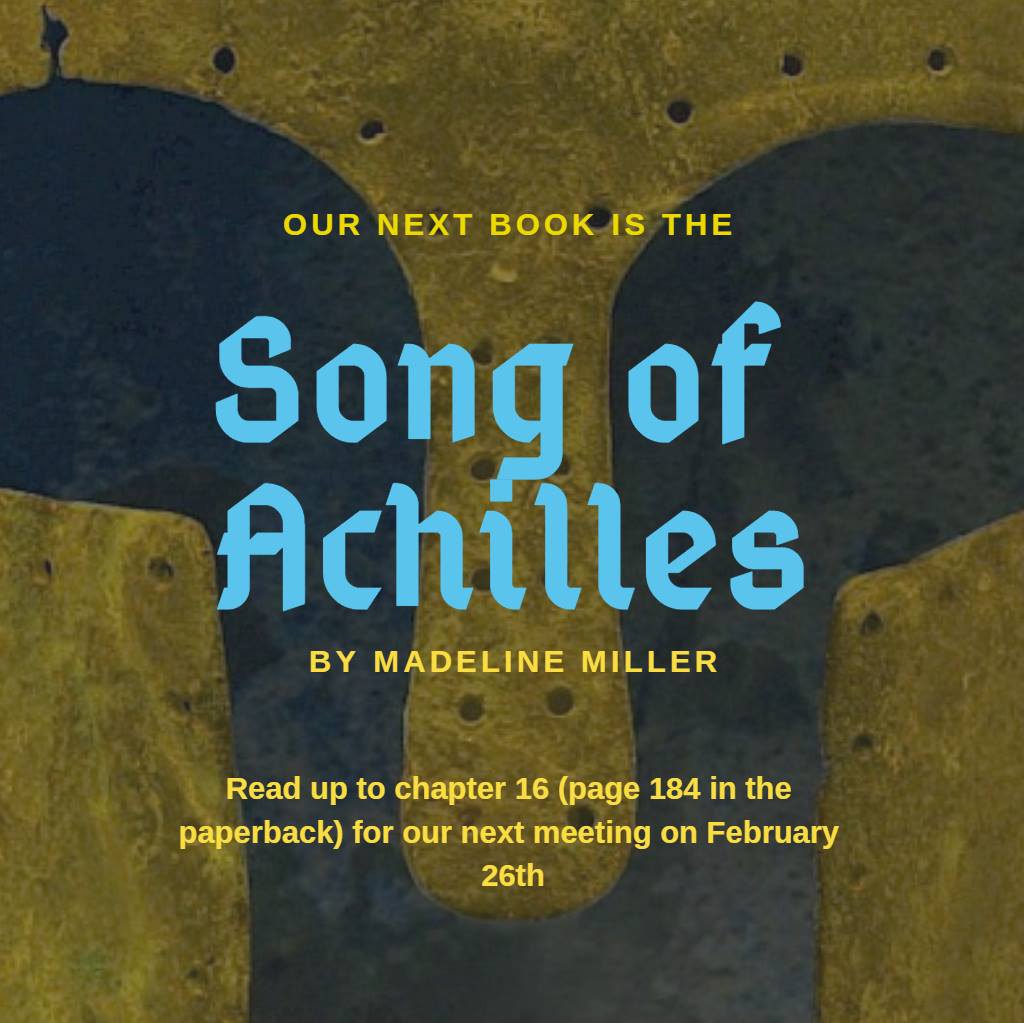 OUR NEXT BOOK IS THE
Song of
Achilles
BY MADELINE MILLER
Read up to chapter 16 (page 184 in the
paperback) for our next meeting on February
26th